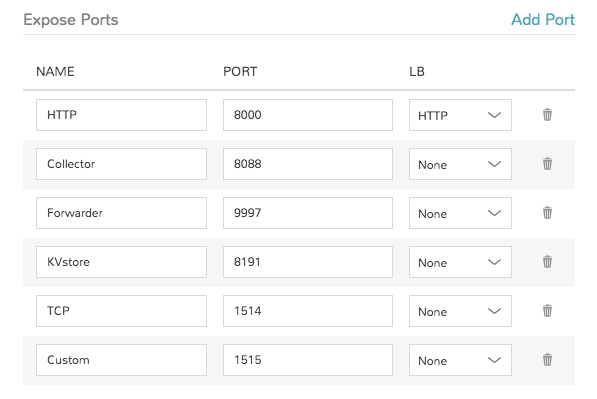 Expose Ports Add Port
NAME PORT LB
HTTP 8000 HTTP
Collector 8088 None
Forwarder 9997 None
KVstore 8191 None
TCP 1514 None
Custom 1515 None